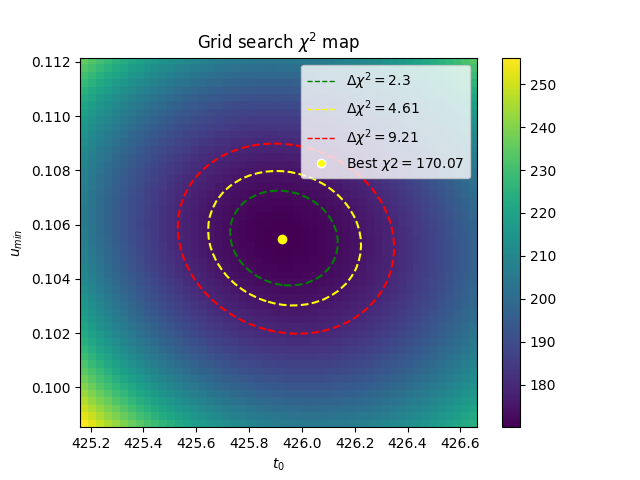 Grid search χ² map
Δχ² = 2.3
Δχ² = 4.61
Δχ² = 9.21
Best χ2 = 170.07
0.112
0.110
0.108
0.106
0.104
0.102
0.100
u_min
425.2 425.4 425.6 425.8 426.0 426.2 426.4 426.6
t₀
250
240
230
220
210
200
190
180